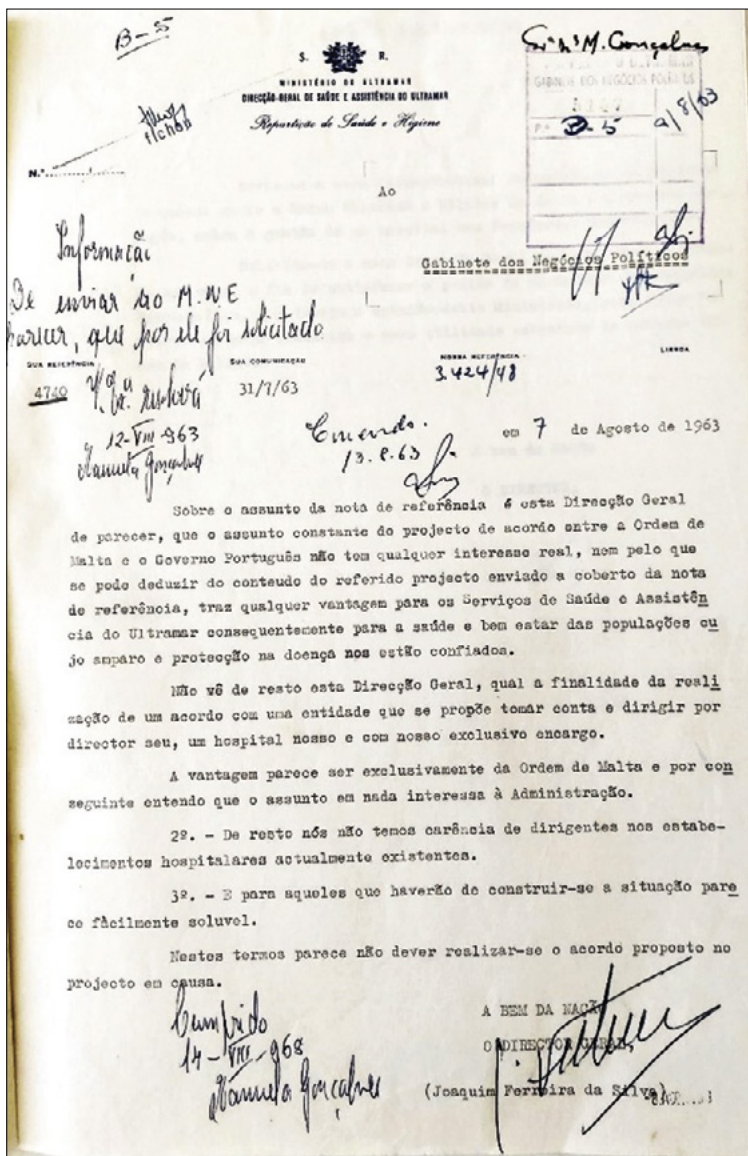 B-5
Sr.ª D. M. Gonçalves
S. R.
MINISTÉRIO DO ULTRAMAR
DIRECÇÃO-GERAL DE SAÚDE E ASSISTÊNCIA DO ULTRAMAR
Repartição de Saúde e Higiene
GABINETE DOS NEGÓCIOS POLÍTICOS
B-5 9/8/63
N.º
Ao
Gabinete dos Negócios Políticos
Informação
De enviar ao M.N.E
parecer, que por ele foi solicitado
SUA REFERÊNCIA
SUA COMUNICAÇÃO
NOSSA REFERÊNCIA
LISBOA
4740
31/7/63
3.424/48
12-VIII-963
Manuela Gonçalves
Concordo.
13.8.63
em 7 de Agosto de 1963
Sobre o assunto da nota de referência é esta Direcção Geral
de parecer, que o assunto constante do projecto de acordo entre a Ordem de
Malta e o Governo Português não tem qualquer interesse real, nem pelo que
se pode deduzir do conteudo do referido projecto enviado a coberto da nota
de referência, traz qualquer vantagem para os Serviços de Saúde e Assistên
cia do Ultramar consequentemente para a saúde e bem estar das populações cu
jo amparo e protecção na doença nos estão confiados.
Não vê de resto esta Direcção Geral, qual a finalidade da reali
zação de um acordo com uma entidade que se propõe tomar conta e dirigir por
director seu, um hospital nosso e com nosso exclusivo encargo.
A vantagem parece ser exclusivamente da Ordem de Malta e por con
seguinte entendo que o assunto em nada interessa à Administração.
2º. - De resto nós não temos carência de dirigentes nos estabe-
lecimentos hospitalares actualmente existentes.
3º. - E para aqueles que haverão de construir-se a situação pare
ce fàcilmente soluvel.
Nestes termos parece não dever realizar-se o acordo proposto no
projecto em causa.
A BEM DA NAÇÃO
O DIRECTOR GERAL,
(Joaquim Ferreira da Silva)
Cumprido
14-VIII-968
Manuela Gonçalves